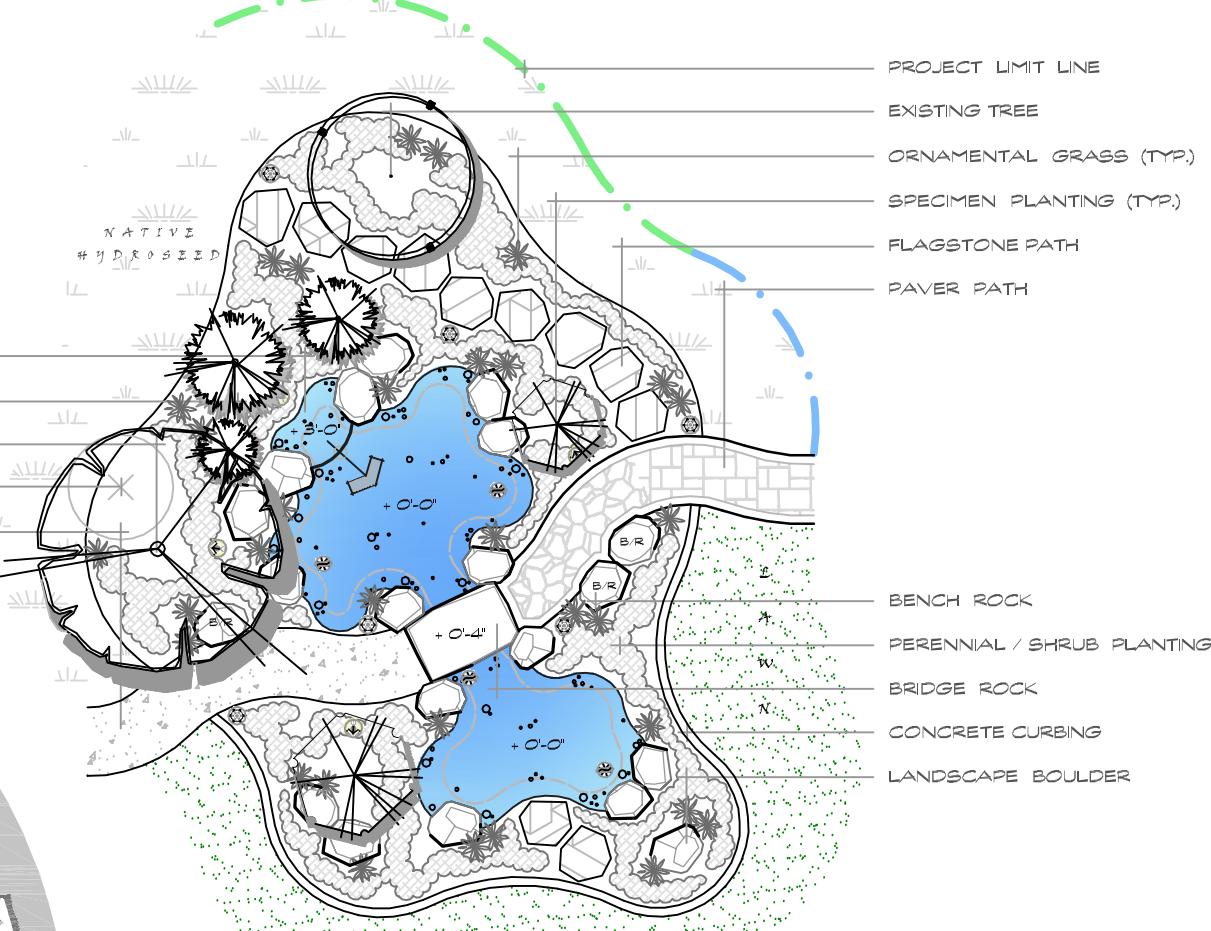 PROJECT LIMIT LINE
EXISTING TREE
ORNAMENTAL GRASS (TYP.)
SPECIMEN PLANTING (TYP.)
NATIVE
HYDROSEED
FLAGSTONE PATH
PAVER PATH
+ 3'-0"
+ 0'-0"
B/R
B/R
B/R
+ 0'-4"
L
A
W
N
BENCH ROCK
PERENNIAL / SHRUB PLANTING
BRIDGE ROCK
+ 0'-0"
CONCRETE CURBING
LANDSCAPE BOULDER